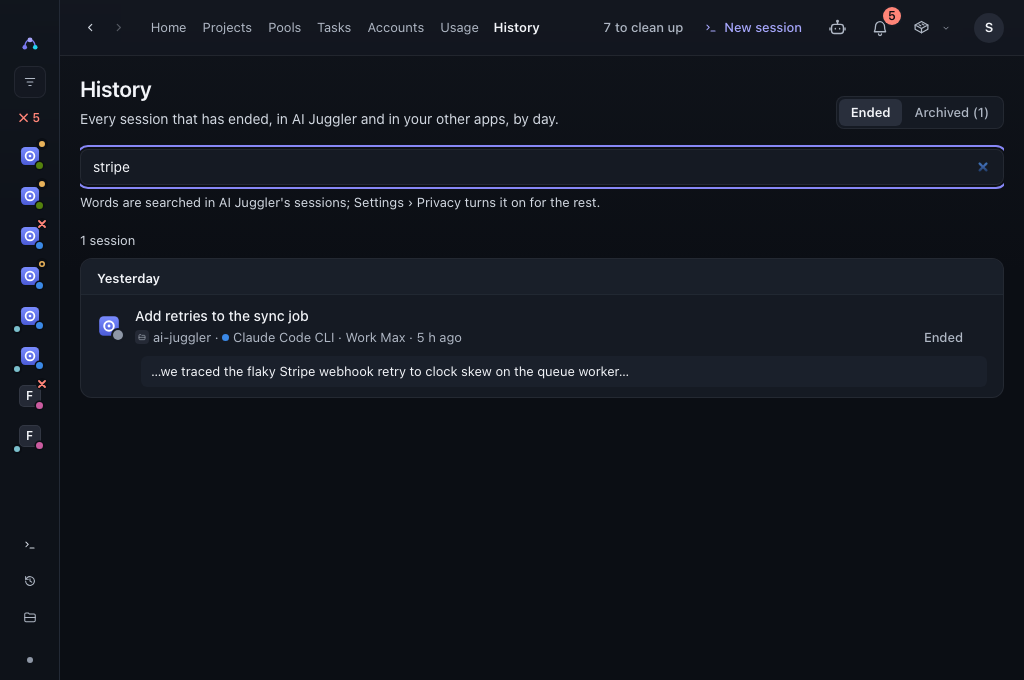 Home Projects Pools Tasks Accounts Usage History 7 to clean up New session 5 S
5
History
Every session that has ended, in AI Juggler and in your other apps, by day.
Ended Archived (1)
stripe
Words are searched in AI Juggler's sessions; Settings › Privacy turns it on for the rest.
1 session
Yesterday
Add retries to the sync job
ai-juggler · Claude Code CLI · Work Max · 5 h ago
Ended
…we traced the flaky Stripe webhook retry to clock skew on the queue worker…
F
F